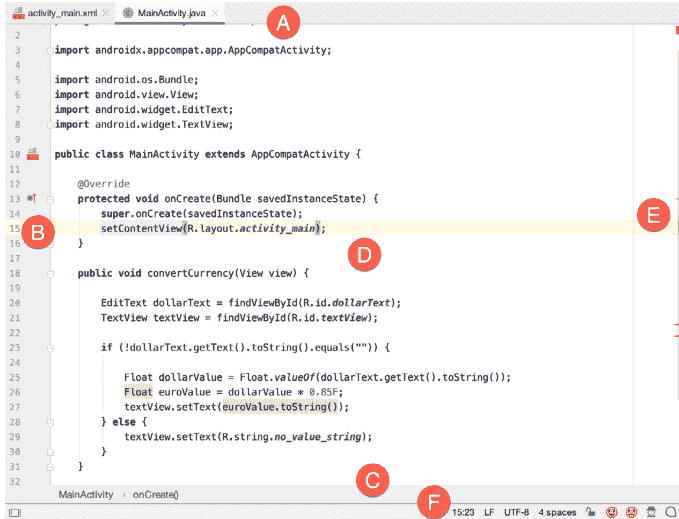 activity_main.xml MainActivity.java
A
2
3 import androidx.appcompat.app.AppCompatActivity;
4
5 import android.os.Bundle;
6 import android.view.View;
7 import android.widget.EditText;
8 import android.widget.TextView;
9
10 public class MainActivity extends AppCompatActivity {
11
12 @Override
13 protected void onCreate(Bundle savedInstanceState) {
14 super.onCreate(savedInstanceState);
E
B
15 setContentView(R.layout.activity_main);
16 }
D
17
18 public void convertCurrency(View view) {
19
20 EditText dollarText = findViewById(R.id.dollarText);
21 TextView textView = findViewById(R.id.textView);
22
23 if (!dollarText.getText().toString().equals("")) {
24
25 Float dollarValue = Float.valueOf(dollarText.getText().toString());
26 Float euroValue = dollarValue * 0.85F;
27 textView.setText(euroValue.toString());
28 } else {
29 textView.setText(R.string.no_value_string);
30 }
31 }
C
32
MainActivity › onCreate()
F
15:23 LF UTF-8 4 spaces